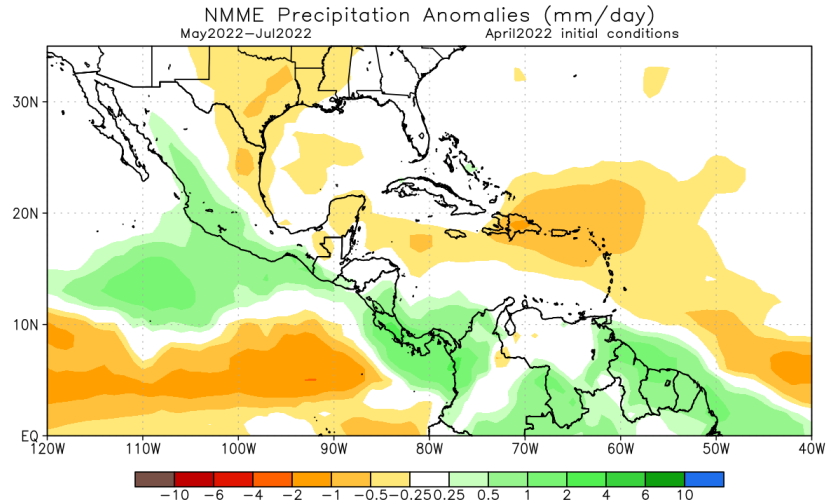 NMME Precipitation Anomalies (mm/day)
May2022-Jul2022 April2022 initial conditions
30N
20N
10N
EQ
120W 110W 100W 90W 80W 70W 60W 50W 40W
-10 -6 -4 -2 -1 -0.5 -0.25 0.25 0.5 1 2 4 6 10